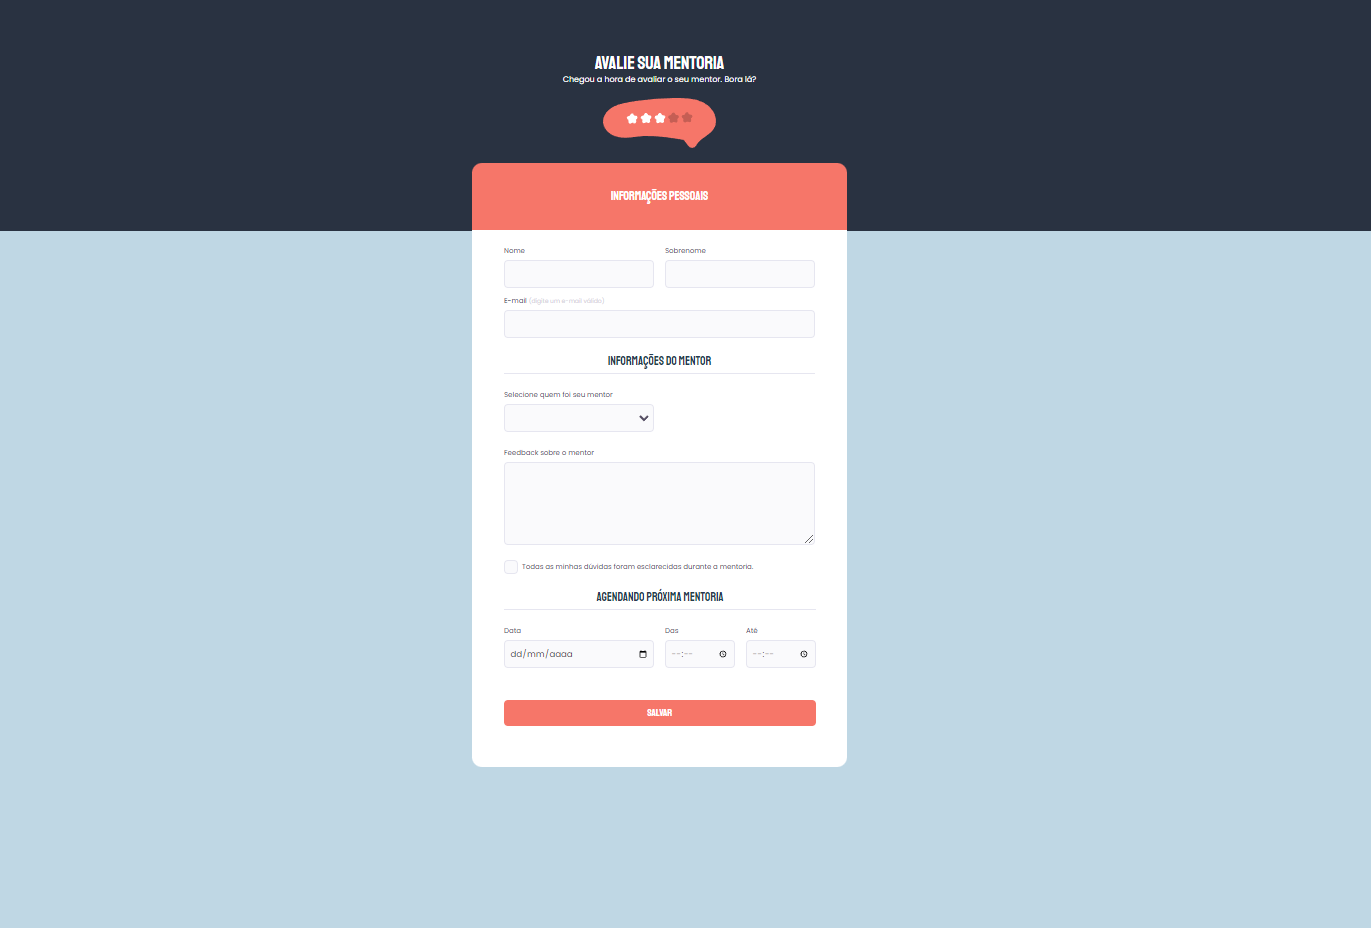 AVALIE SUA MENTORIA
Chegou a hora de avaliar o seu mentor. Bora lá?
INFORMAÇÕES PESSOAIS
Nome Sobrenome
E-mail (digite um e-mail válido)
INFORMAÇÕES DO MENTOR
Selecione quem foi seu mentor
Feedback sobre o mentor
Todas as minhas dúvidas foram esclarecidas durante a mentoria.
AGENDANDO PRÓXIMA MENTORIA
Data Das Até
dd/mm/aaaa --:-- --:--
SALVAR